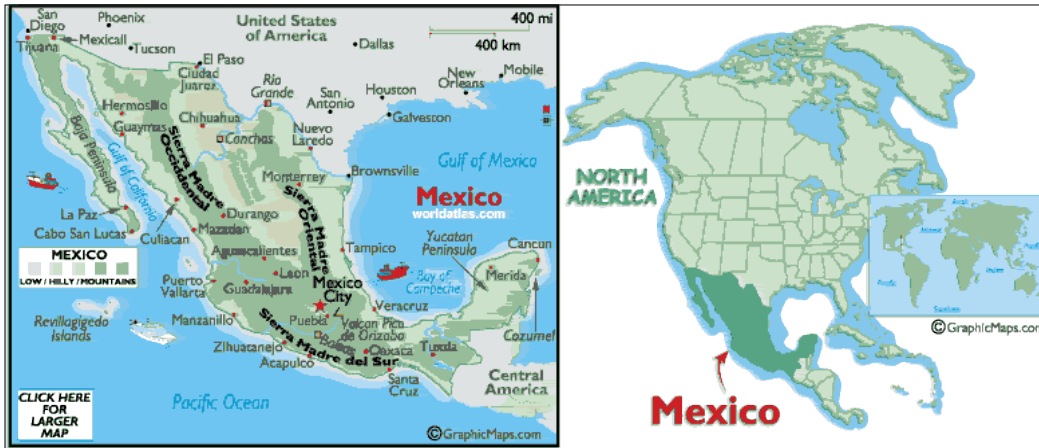 San
Diego
Phoenix
United States
of America
400 mi
400 km
Tijuana
Mexicali
Tucson
El Paso
Dallas
Ciudad
Juarez
Rio
Grande
New
Orleans
Mobile
San
Antonio
Houston
Galveston
Hermosillo
Guaymas
Chihuahua
Conchas
Nuevo
Laredo
Baja Peninsula
Gulf of California
Sierra Madre
Occidental
Monterrey
Brownsville
Gulf of Mexico
Mexico
worldatlas.com
La Paz
Cabo San Lucas
Culiacan
Durango
Mazatlan
Sierra Madre
Oriental
Tampico
Yucatan
Peninsula
Cancun
MEXICO
LOW / HILLY / MOUNTAINS
Aguascalientes
Leon
Guadalajara
Mexico
City
Bay of
Campeche
Merida
Puerto
Vallarta
Puebla
Veracruz
Volcan Pico
de Orizaba
Revillagigedo
Islands
Manzanillo
Zihuatanejo
Balsas
Oaxaca
Tuxtla
Cozumel
Sierra Madre del Sur
Acapulco
Santa
Cruz
Central
America
Pacific Ocean
CLICK HERE
FOR
LARGER
MAP
©GraphicMaps.com
NORTH
AMERICA
Atlantic
Pacific
Indian
©GraphicMaps.com
Mexico